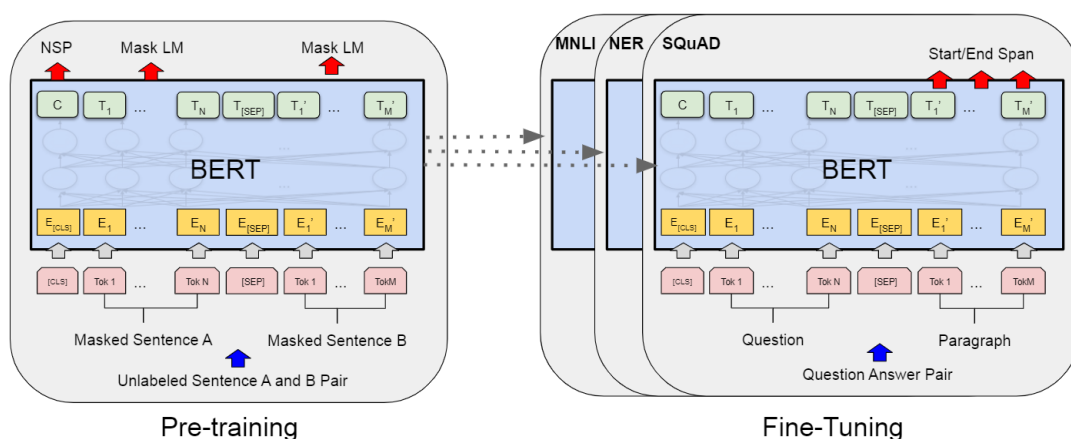 NSP Mask LM Mask LM
C T1 ... TN T[SEP] T1' ... TM'
BERT
E[CLS] E1 ... EN E[SEP] E1' ... EM'
[CLS] Tok 1 ... Tok N [SEP] Tok 1 ... TokM
Masked Sentence A Masked Sentence B
Unlabeled Sentence A and B Pair
Pre-training
MNLI NER SQuAD
Start/End Span
C T1 ... TN T[SEP] T1' ... TM'
BERT
E[CLS] E1 ... EN E[SEP] E1' ... EM'
[CLS] Tok 1 ... Tok N [SEP] Tok 1 ... TokM
Question Paragraph
Question Answer Pair
Fine-Tuning